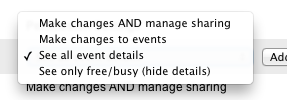 Make changes AND manage sharing
Make changes to events
✓ See all event details
Add
See only free/busy (hide details)
Make changes AND manage sharing